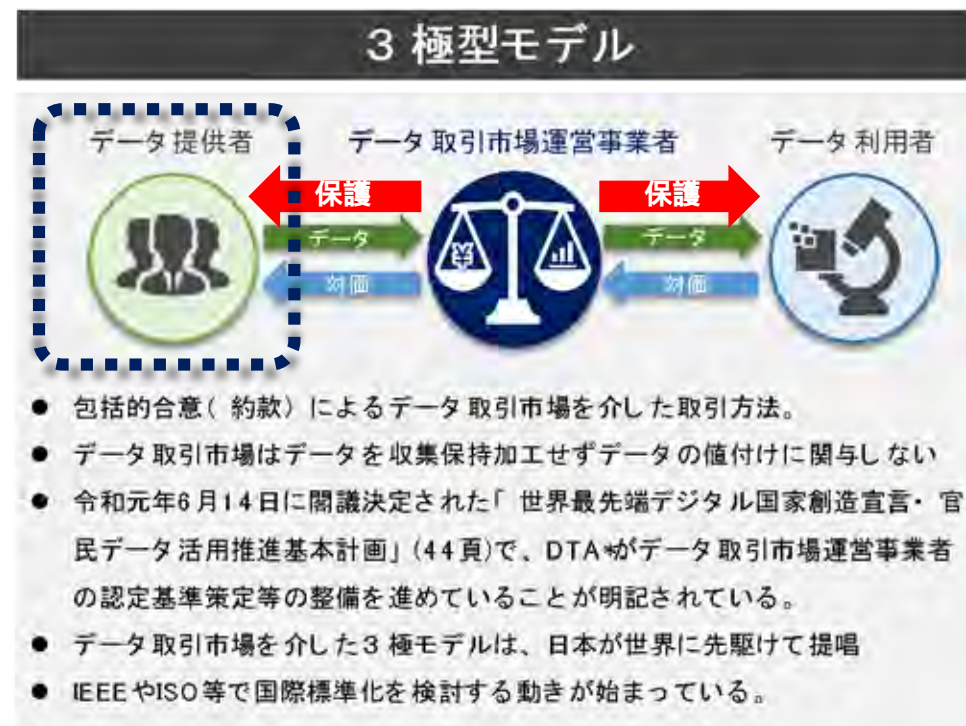 3 極型モデル
データ提供者
データ取引市場運営事業者
データ利用者
保護
保護
データ
データ
対価
対価
¥
● 包括的合意( 約款) によるデータ取引市場を介した取引方法。
● データ取引市場はデータを収集保持加工せずデータの値付けに関与しない
● 令和元年6月14日に閣議決定された「 世界最先端デジタル国家創造宣言・ 官
民データ活用推進基本計画」(44頁)で、DTA*がデータ取引市場運営事業者
の認定基準策定等の整備を進めていることが明記されている。
● データ取引市場を介した3極モデルは、日本が世界に先駆けて提唱
● IEEEやISO等で国際標準化を検討する動きが始まっている。